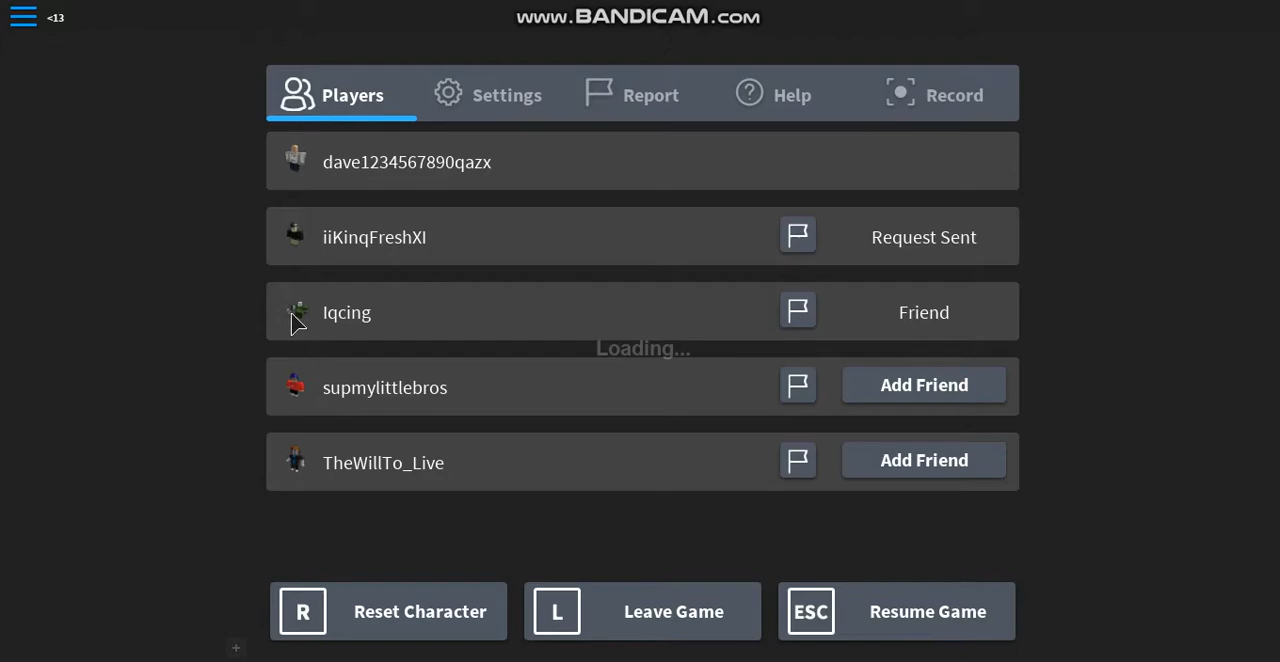 <13
www.BANDICAM.com
Players
Settings
Report
Help
Record
dave1234567890qazx
iiKinqFreshXI
Request Sent
Iqcing
Friend
Loading...
supmylittlebros
Add Friend
TheWillTo_Live
Add Friend
R Reset Character
L Leave Game
ESC Resume Game
+